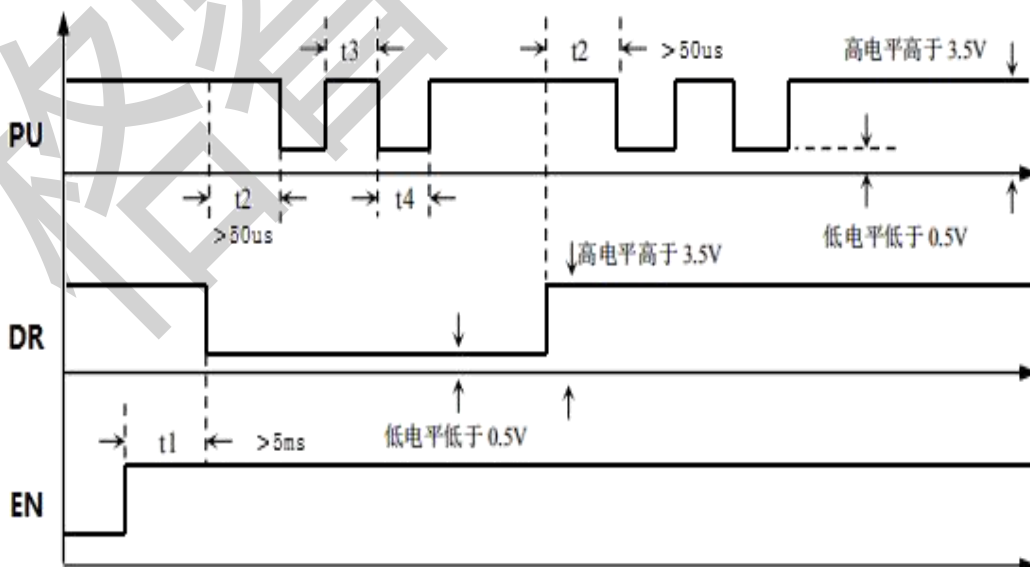 t3
t2
>50us
高电平高于 3.5V
PU
t2
t4
>50us
低电平低于 0.5V
高电平高于 3.5V
DR
低电平低于 0.5V
t1
>5ms
EN